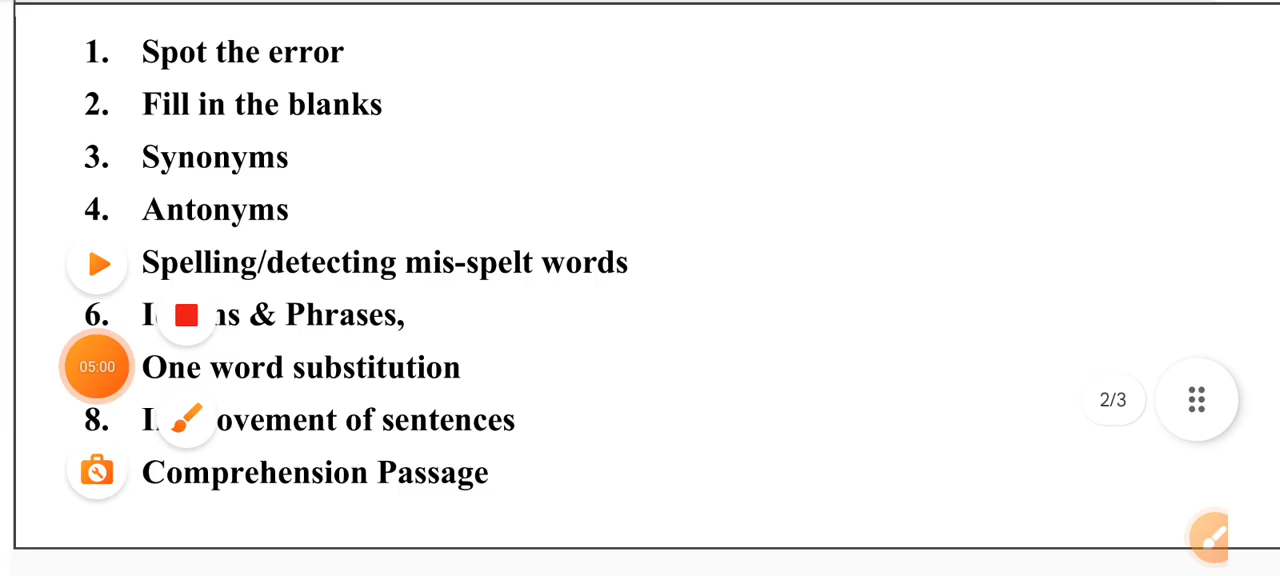 1. Spot the error
2. Fill in the blanks
3. Synonyms
4. Antonyms
Spelling/detecting mis-spelt words
6. & Phrases,
05:00 One word substitution
8. of sentences
2/3
Comprehension Passage